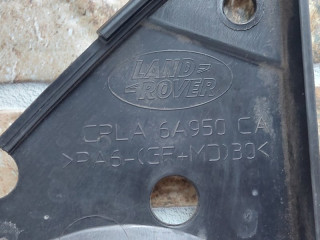 LAND
ROVER
CPLA 6A950 CA
>PA6-(GF+MD)30<